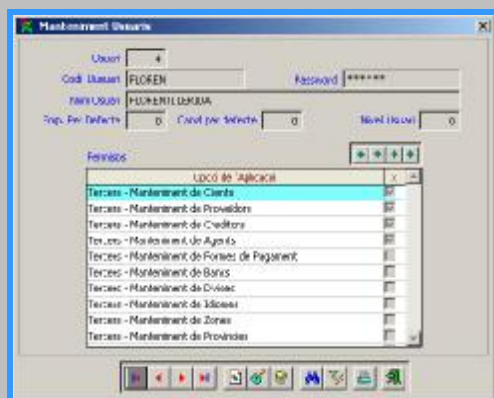 Manteniment Usuaris
Usuari 4
Codi Usuari FLOREN Password ******
Nom Usuari FLORENTI LERIDA
Emp. Per Defecte 0 Canal per defecte 0 Nivel Usuari 0
Permisos
Opció de l'Aplicació x
Tercers - Manteniment de Clients
Tercers - Manteniment de Proveïdors
Tercers - Manteniment de Creditors
Tercers - Manteniment de Agents
Tercers - Manteniment de Formes de Pagament
Tercers - Manteniment de Bancs
Tercers - Manteniment de Divises
Tercers - Manteniment de Idiomes
Tercers - Manteniment de Zones
Tercers - Manteniment de Províncies